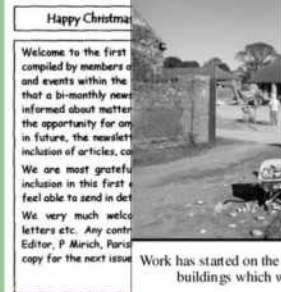 Happy Christmas
Welcome to the first
compiled by members
and events within the
that a bi-monthly news
informed about matter
the opportunity for
in future, the newslett
inclusion of articles,
We are most gratefu
inclusion in this first
feel able to send in det
We very much welco
letters etc. Any contr
Editor, P Mirich, Paris
copy for the next issue
Work has started on the
buildings which w